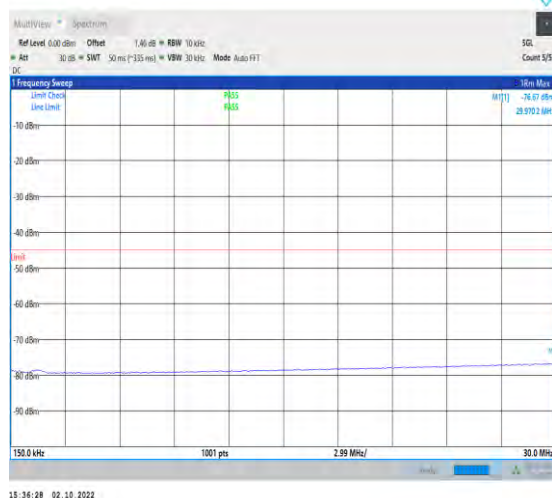 MultiView Spectrum
Ref Level 0.00 dBm Offset 1.40 dB RBW 10 kHz SGL
Att 30 dB SWT 50 ms (~335 ms) VBW 30 kHz Mode Auto FFT Count 5/5
DC
1 Frequency Sweep 1Rm Max
Limit Check PASS M1[1] -76.67 dBm
Line Limit PASS 29.9702 MHz
-10 dBm
-20 dBm
-30 dBm
-40 dBm
Limit
-50 dBm
-60 dBm
-70 dBm
-80 dBm
-90 dBm
150.0 kHz 1001 pts 2.99 MHz/ 30.0 MHz
15:36:28 02.10.2022